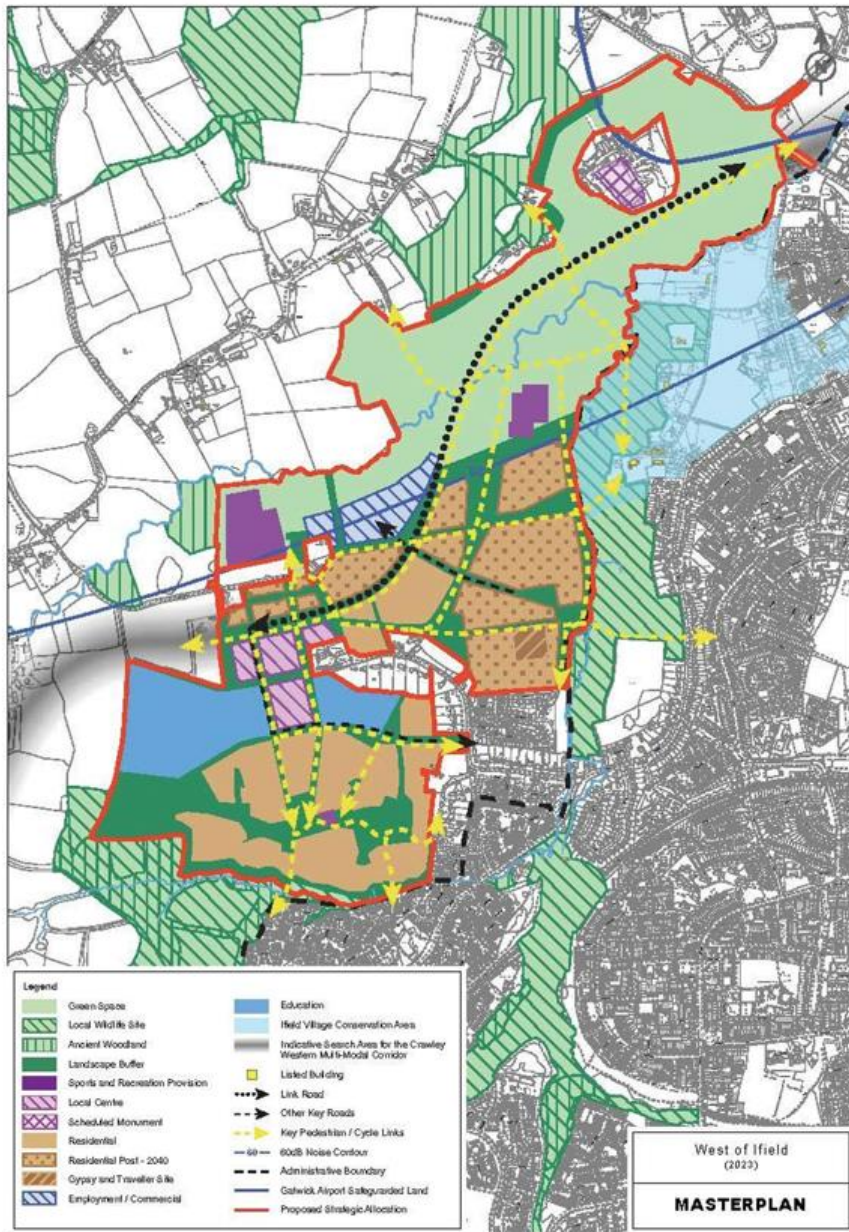 Legend
Green Space
Local Wildlife Site
Ancient Woodland
Landscape Buffer
Sports and Recreation Provision
Local Centre
Scheduled Monument
Residential
Residential Post - 2040
Gypsy and Traveller Site
Employment / Commercial
Education
Ifield Village Conservation Area
Indicative Search Area for the Crawley
Western Multi-Modal Corridor
Listed Building
Link Road
Other Key Roads
Key Pedestrian / Cycle Links
60
60dB Noise Contour
Administrative Boundary
Gatwick Airport Safeguarded Land
Proposed Strategic Allocation
West of Ifield
(2023)
MASTERPLAN